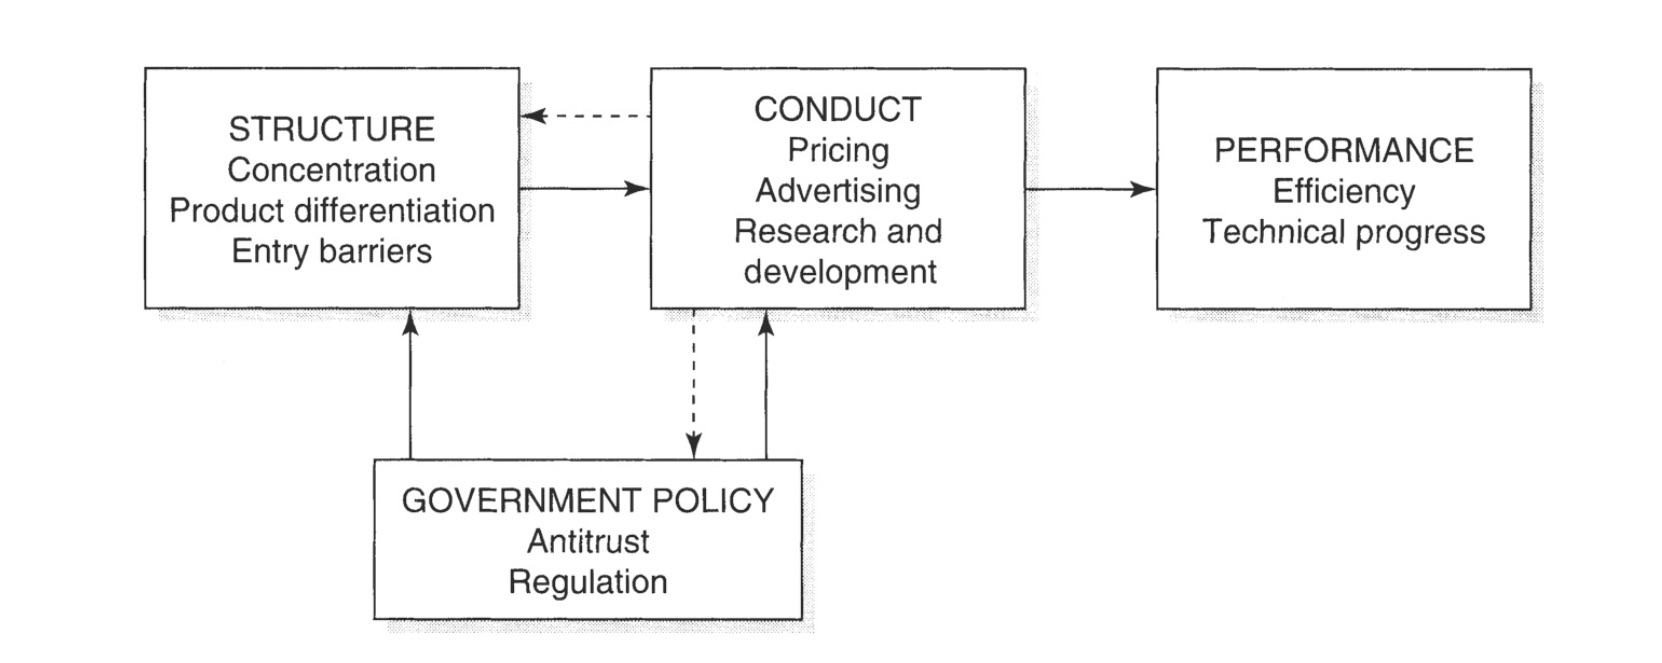 STRUCTURE
Concentration
Product differentiation
Entry barriers
CONDUCT
Pricing
Advertising
Research and
development
PERFORMANCE
Efficiency
Technical progress
GOVERNMENT POLICY
Antitrust
Regulation